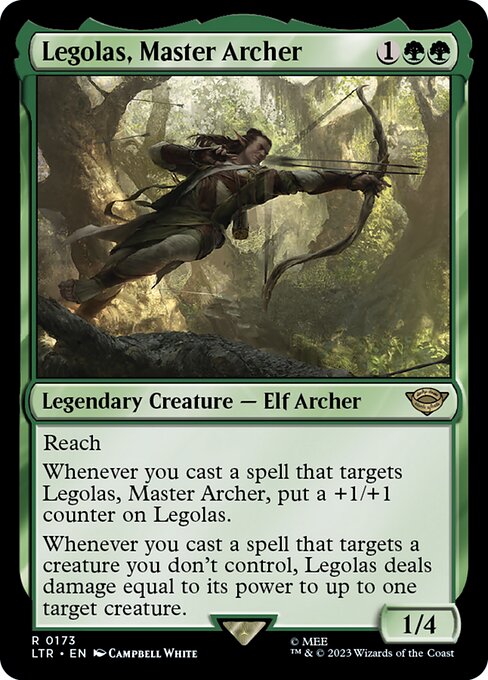 Legolas, Master Archer 1
Legendary Creature — Elf Archer
Reach
Whenever you cast a spell that targets
Legolas, Master Archer, put a +1/+1
counter on Legolas.
Whenever you cast a spell that targets a
creature you don't control, Legolas deals
damage equal to its power to up to one
target creature.
1/4
R 0173
LTR • EN CAMPBELL WHITE
© MEE
™ & © 2023 Wizards of the Coast